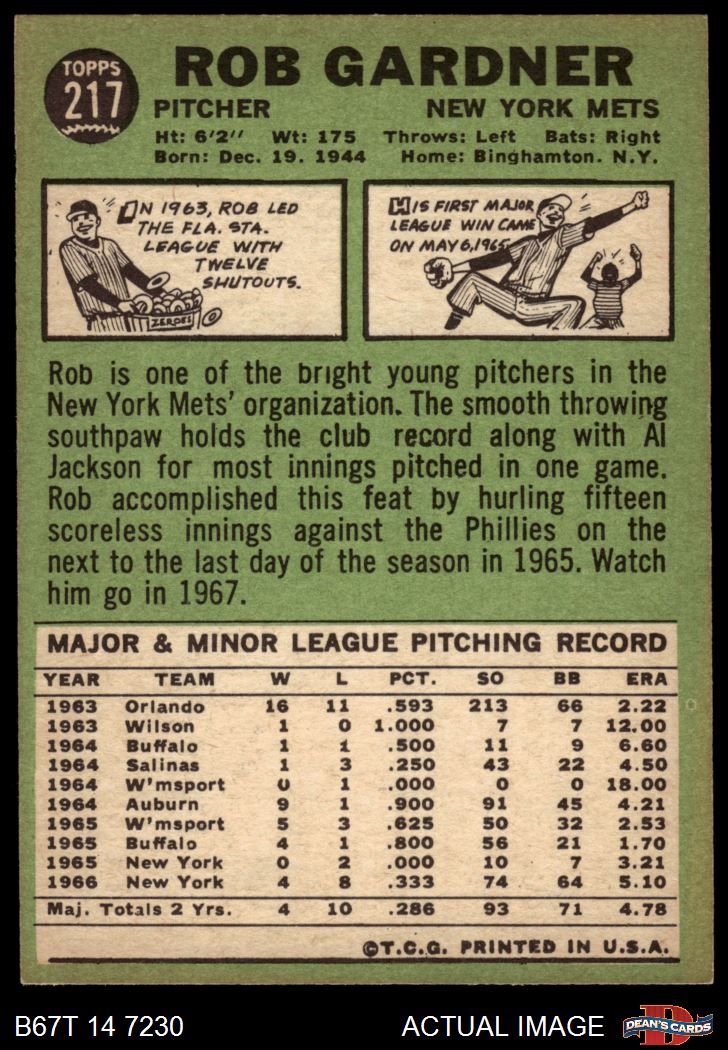 TOPPS
217
ROB GARDNER
PITCHER NEW YORK METS
Ht: 6'2" Wt: 175 Throws: Left Bats: Right
Born: Dec. 19. 1944 Home: Binghamton. N.Y.
IN 1963, ROB LED
THE FLA. STA.
LEAGUE WITH
TWELVE
SHUTOUTS.
ZEROES
HIS FIRST MAJOR
LEAGUE WIN CAME
ON MAY 6, 1965
Rob is one of the bright young pitchers in the
New York Mets' organization. The smooth throwing
southpaw holds the club record along with Al
Jackson for most innings pitched in one game.
Rob accomplished this feat by hurling fifteen
scoreless innings against the Phillies on the
next to the last day of the season in 1965. Watch
him go in 1967.
MAJOR & MINOR LEAGUE PITCHING RECORD
YEAR TEAM W L PCT. SO BB ERA
1963 Orlando 16 11 .593 213 66 2.22
1963 Wilson 1 0 1.000 7 7 12.00
1964 Buffalo 1 1 .500 11 9 6.60
1964 Salinas 1 3 .250 43 22 4.50
1964 W'msport 0 1 .000 0 0 18.00
1964 Auburn 9 1 .900 91 45 4.21
1965 W'msport 5 3 .625 50 32 2.53
1965 Buffalo 4 1 .800 56 21 1.70
1965 New York 0 2 .000 10 7 3.21
1966 New York 4 8 .333 74 64 5.10
Maj. Totals 2 Yrs. 4 10 .286 93 71 4.78
©T.C.G. PRINTED IN U.S.A.
B67T 14 7230 ACTUAL IMAGE
D
DEAN'S CARDS